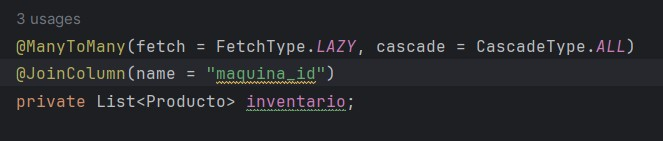 3 usages
@ManyToMany(fetch = FetchType.LAZY, cascade = CascadeType.ALL)
@JoinColumn(name = "maquina_id")
private List<Producto> inventario;